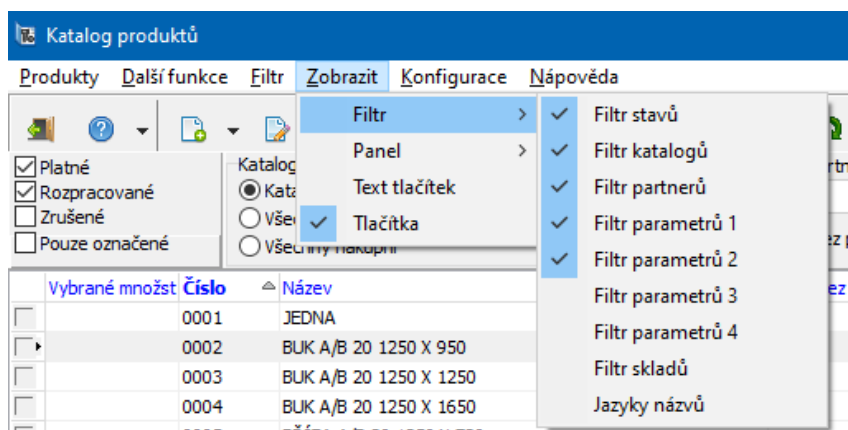 Katalog produktů
Produkty Další funkce Filtr Zobrazit Konfigurace Nápověda
Filtr
Panel
Text tlačítek
Tlačítka
Filtr stavů
Filtr katalogů
Filtr partnerů
Filtr parametrů 1
Filtr parametrů 2
Filtr parametrů 3
Filtr parametrů 4
Filtr skladů
Jazyky názvů
Platné
Rozpracované
Zrušené
Pouze označené
Katalog
Vybrané množst Číslo Název
0001 JEDNA
0002 BUK A/B 20 1250 X 950
0003 BUK A/B 20 1250 X 1250
0004 BUK A/B 20 1250 X 1650